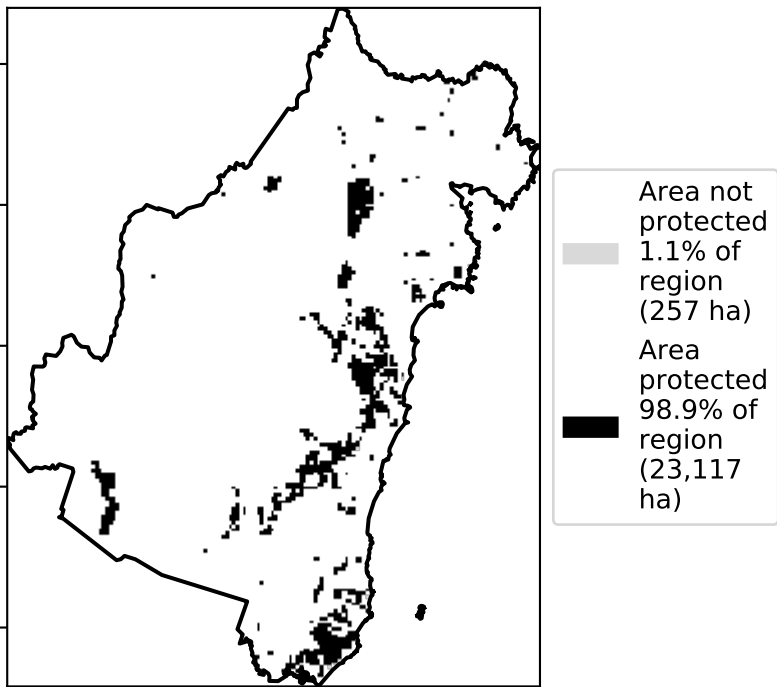 Area not
protected
1.1% of
region
(257 ha)
Area
protected
98.9% of
region
(23,117
ha)